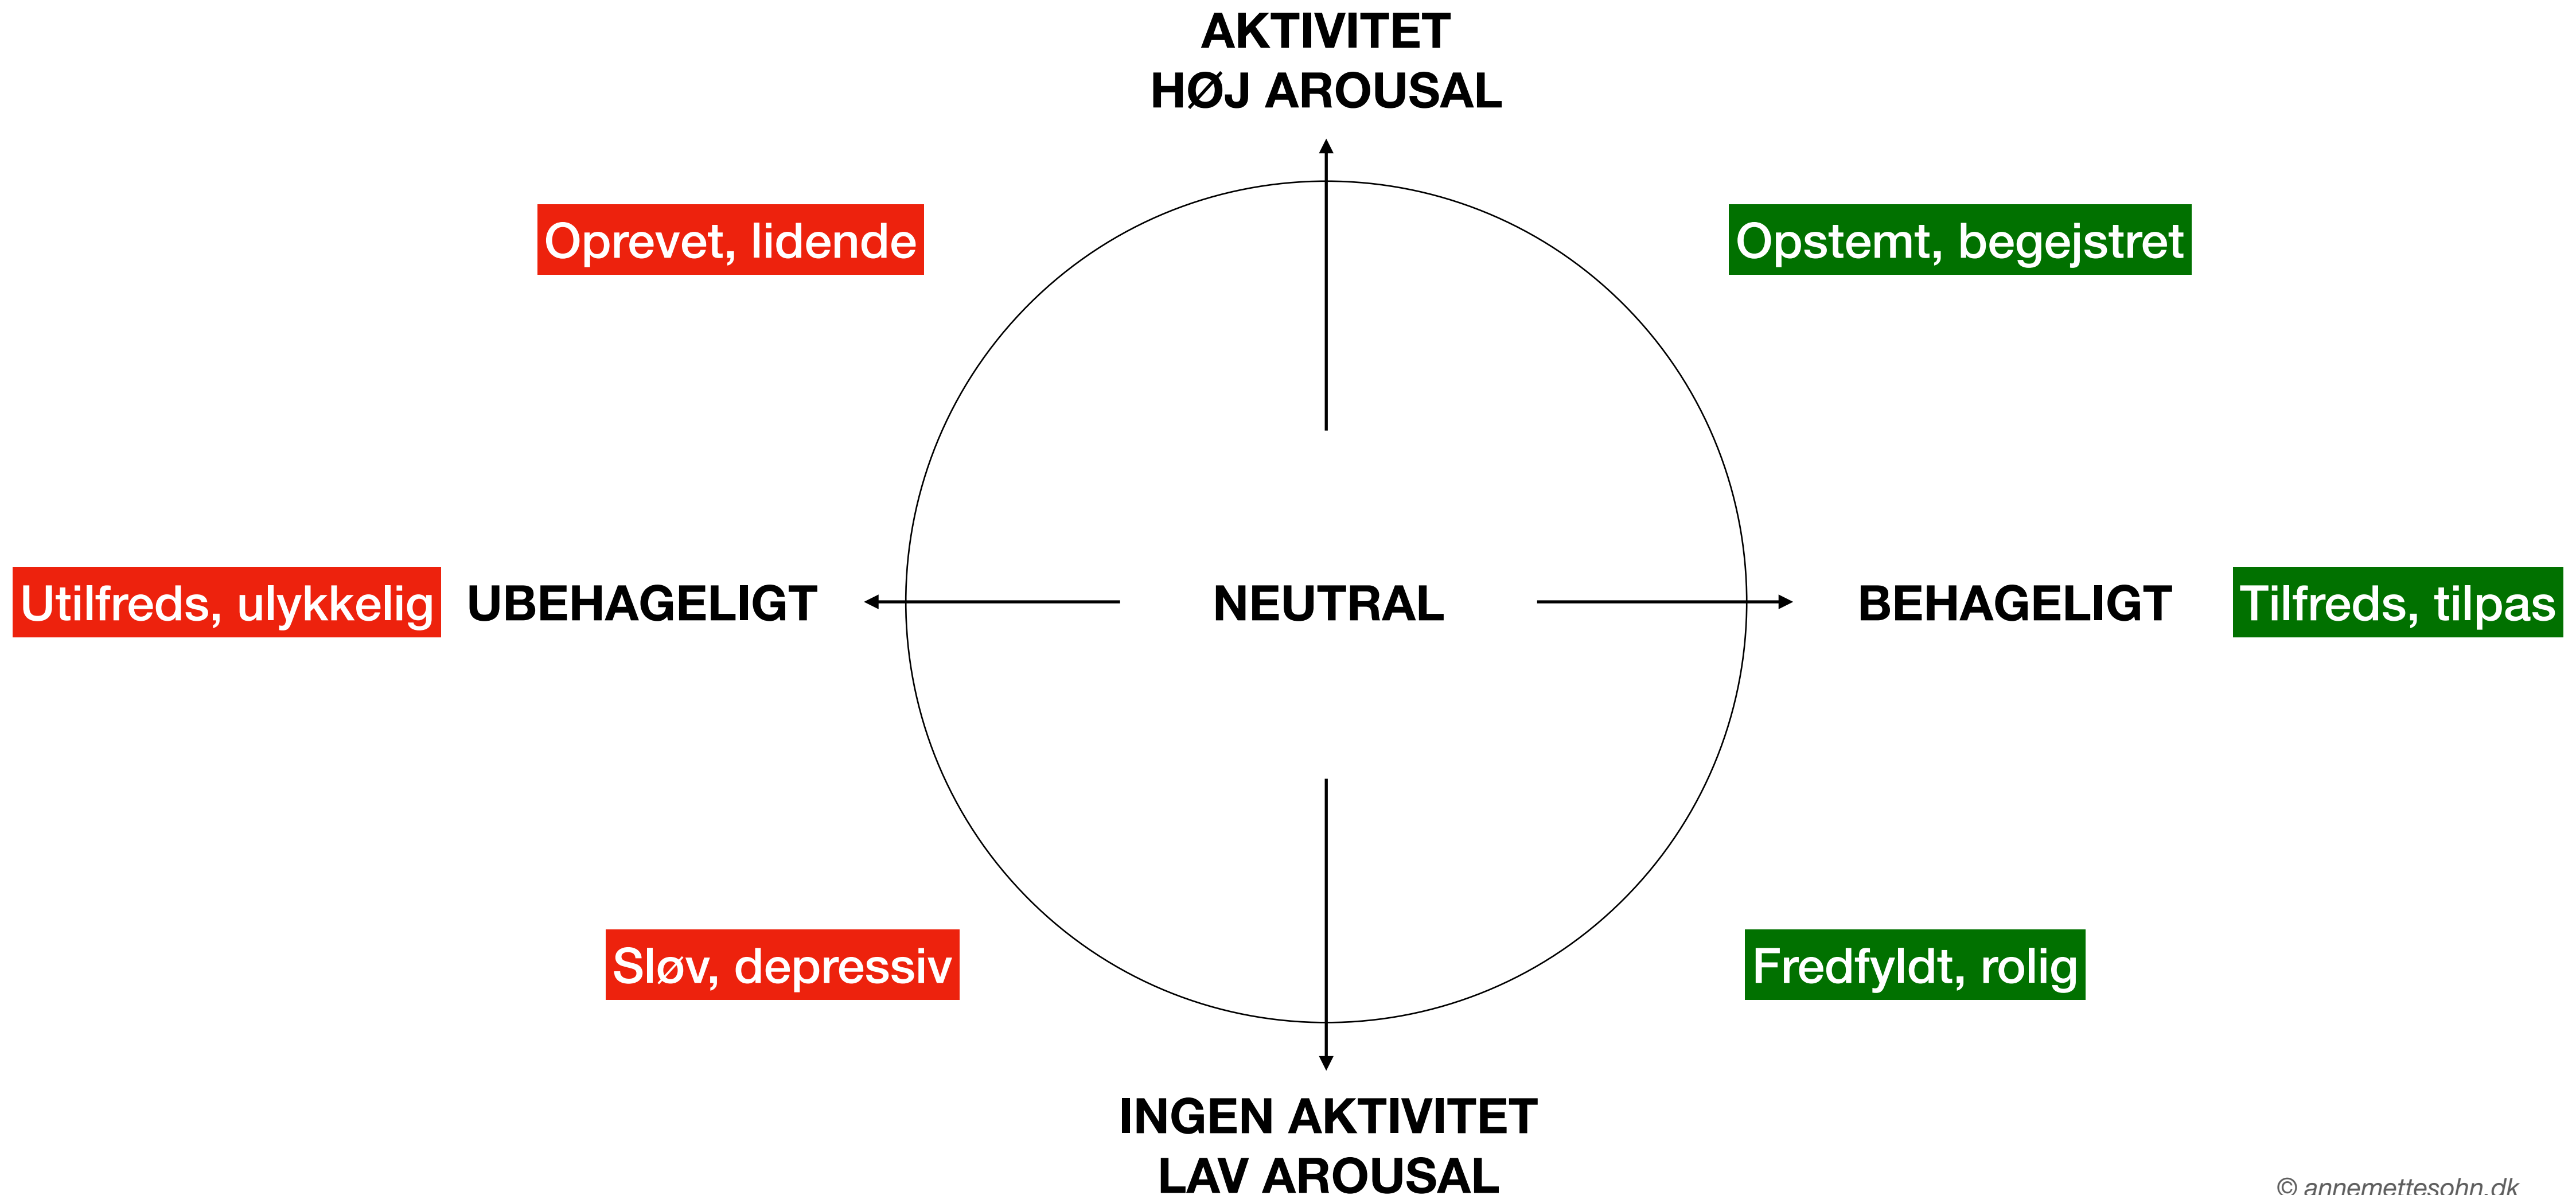 AKTIVITET
HØJ AROUSAL
Oprevet, lidende
Opstemt, begejstret
Utilfreds, ulykkelig
UBEHAGELIGT
NEUTRAL
BEHAGELIGT
Tilfreds, tilpas
Sløv, depressiv
Fredfyldt, rolig
INGEN AKTIVITET
LAV AROUSAL
© annemettesohn.dk